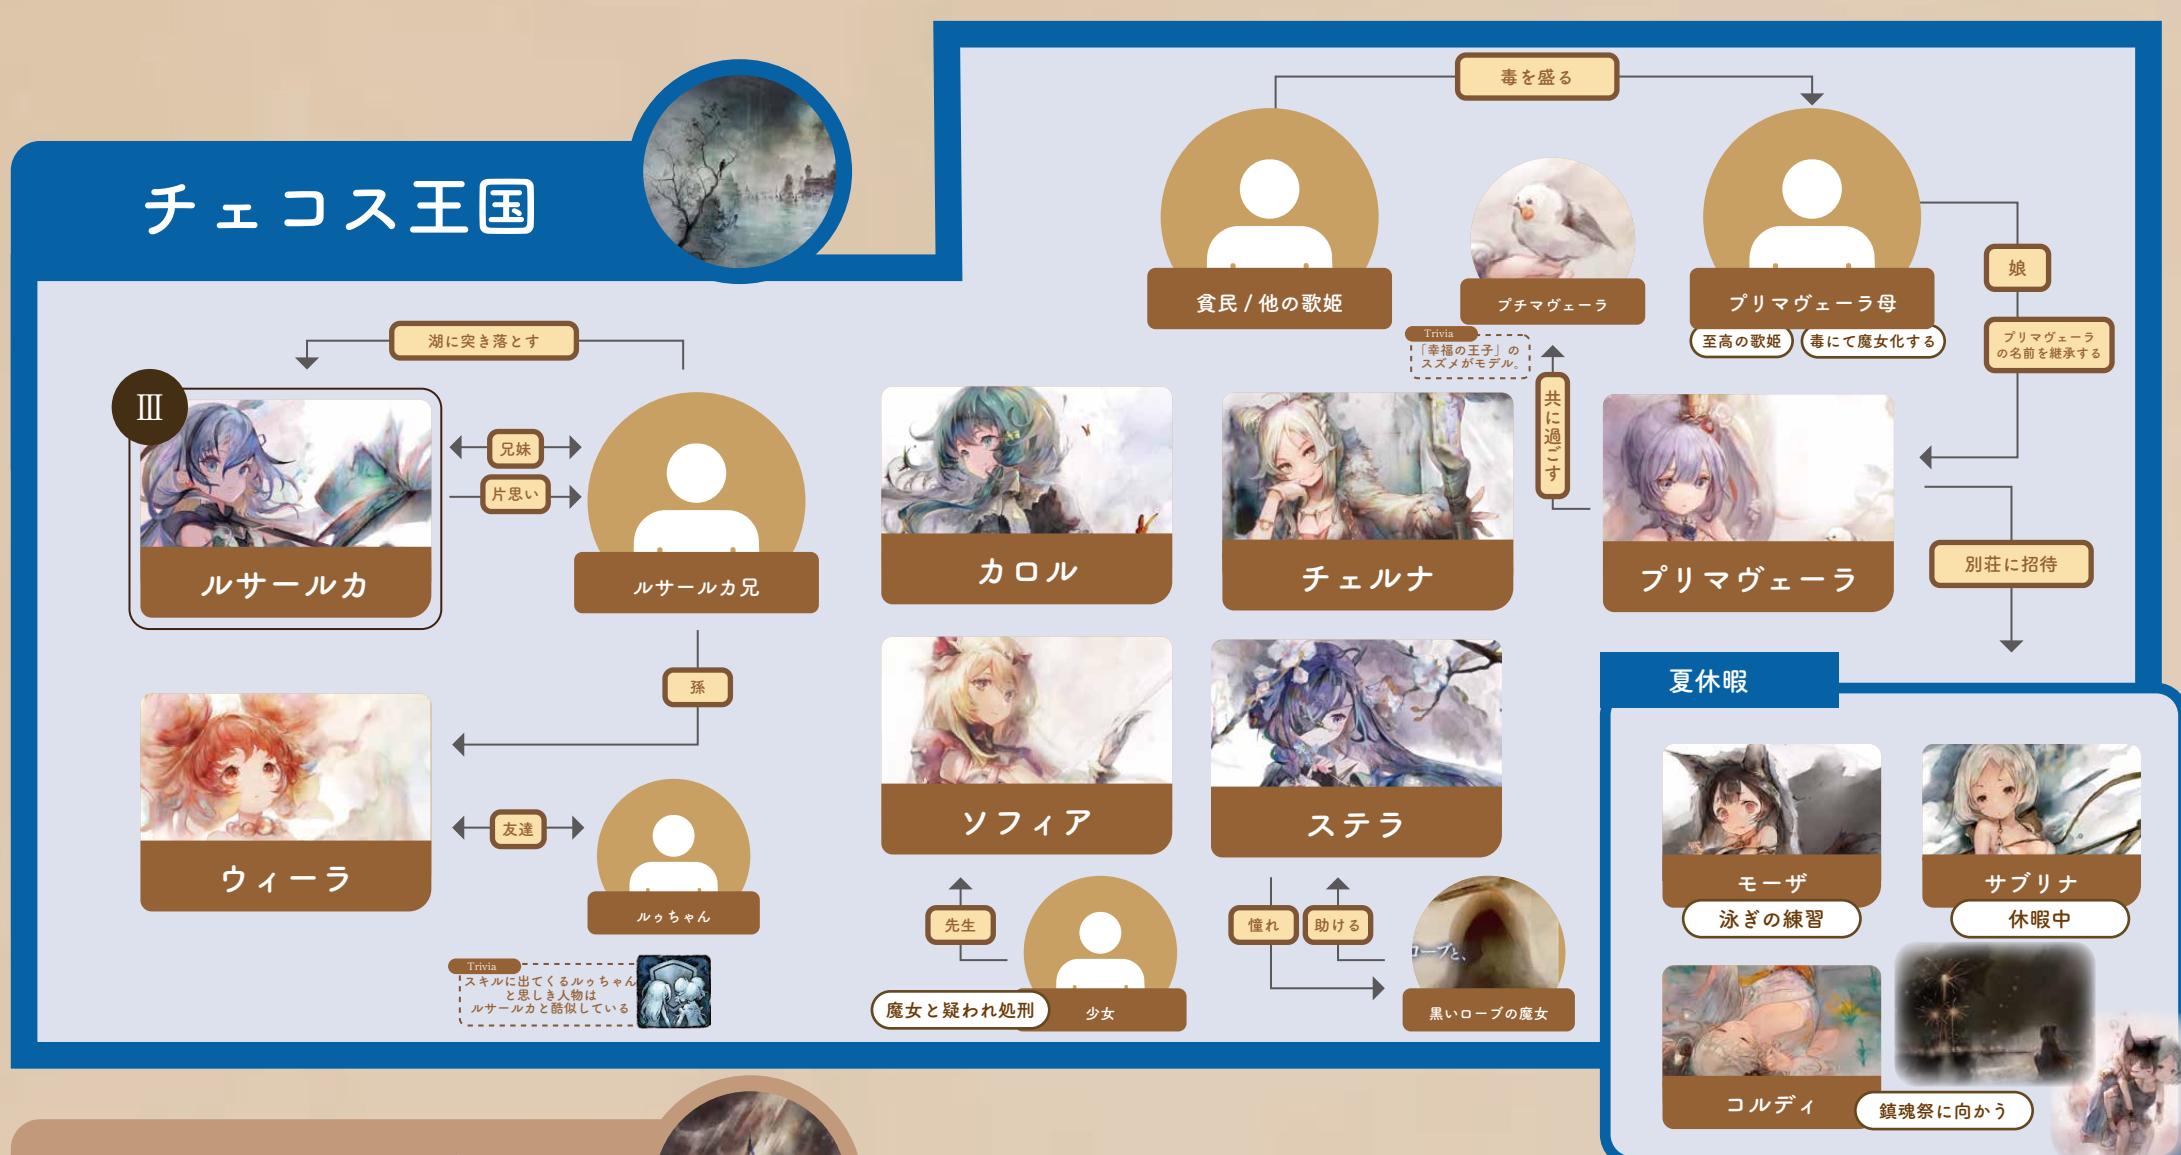 チェコス王国
毒を盛る
貧民 / 他の歌姫
プチマヴェーラ
プリマヴェーラ母
至高の歌姫
毒にて魔女化する
娘
プリマヴェーラ
の名前を継承する
Trivia
「幸福の王子」の
スズメがモデル。
共に過ごす
湖に突き落とす
III
ルサールカ
兄妹
片思い
ルサールカ兄
カロル
チェルナ
プリマヴェーラ
別荘に招待
孫
ウィーラ
友達
ルゥちゃん
Trivia
スキルに出てくるルゥちゃん
と思しき人物は
ルサールカと酷似している
ソフィア
ステラ
先生
魔女と疑われ処刑
少女
憧れ
助ける
ローブと、
黒いローブの魔女
夏休暇
モーザ
泳ぎの練習
サブリナ
休暇中
コルディ
鎮魂祭に向かう